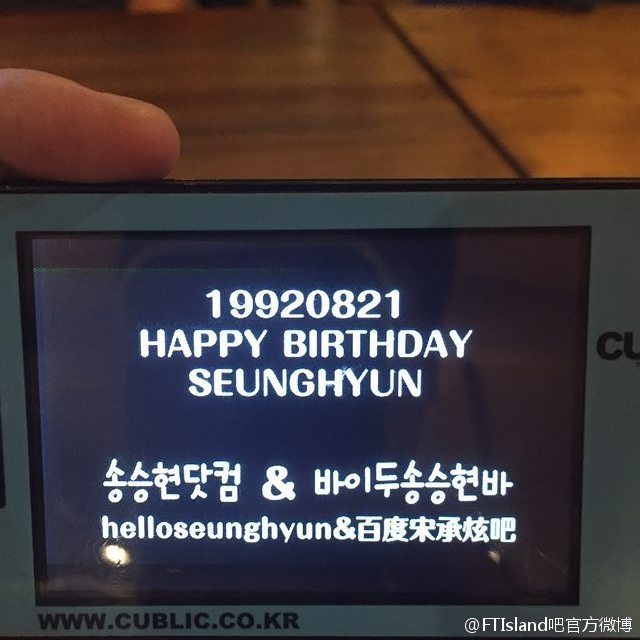 19920821
HAPPY BIRTHDAY
SEUNGHYUN
송승현닷컴 & 바이두송승현바
helloseunghyun&百度宋承炫吧
CU
WWW.CUBLIC.CO.KR
@FTIsland吧官方微博